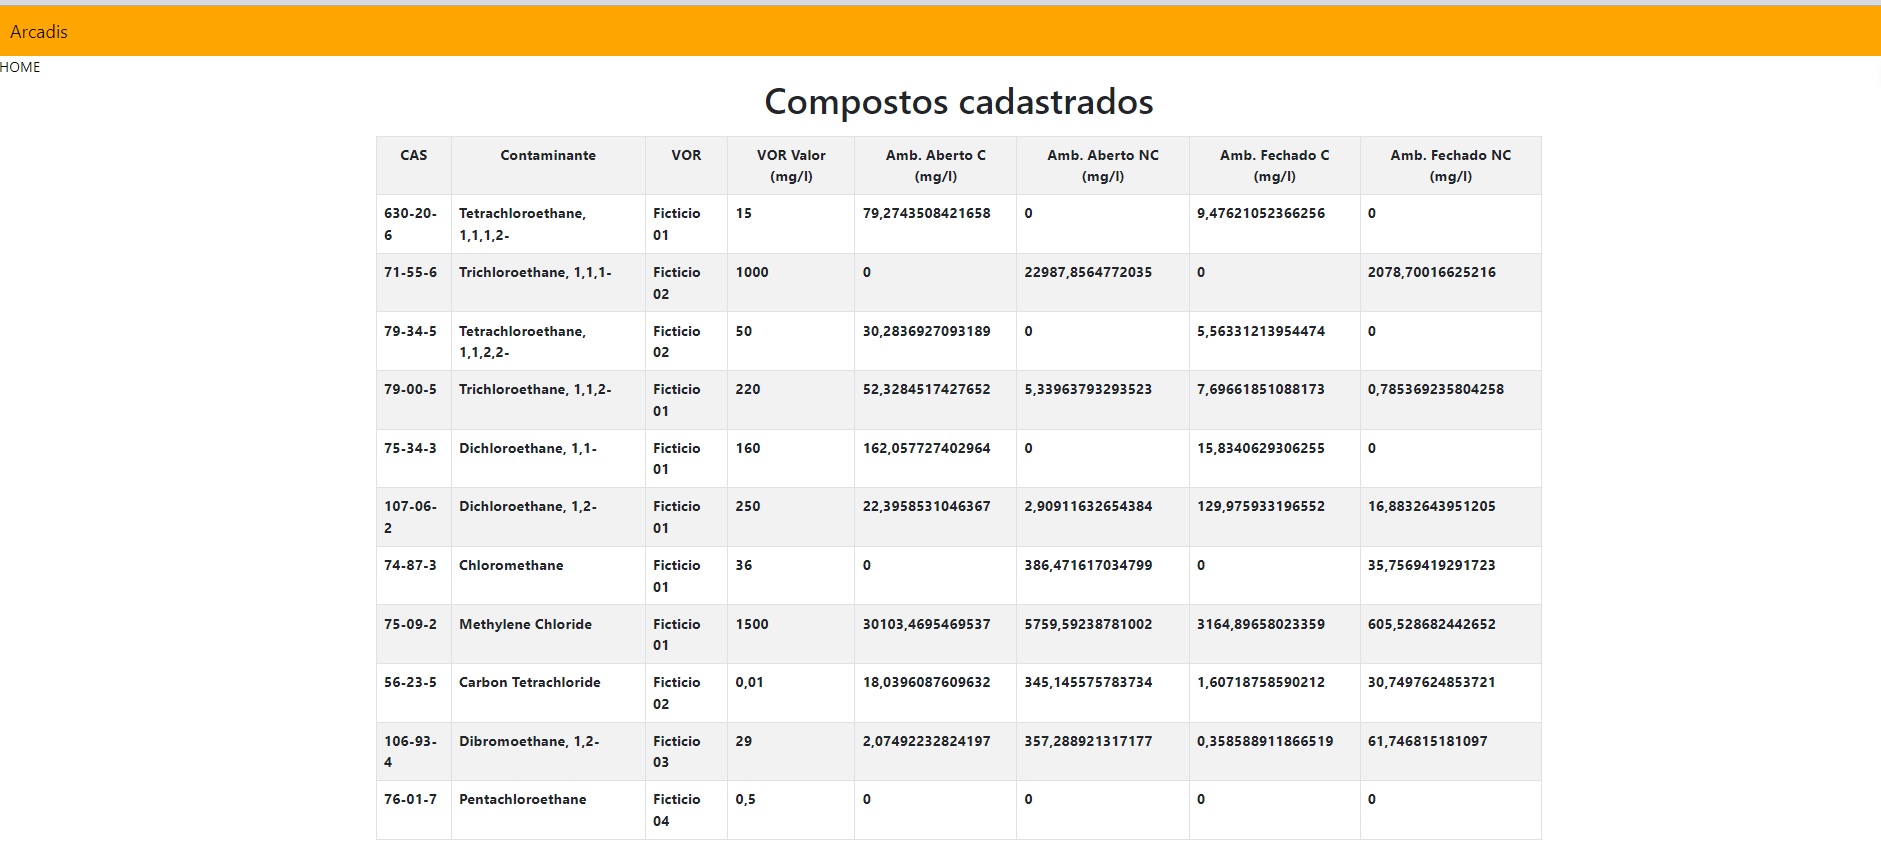 Arcadis
HOME
Compostos cadastrados
CAS Contaminante VOR VOR Valor (mg/l) Amb. Aberto C (mg/l) Amb. Aberto NC (mg/l) Amb. Fechado C (mg/l) Amb. Fechado NC (mg/l)
630-20-6 Tetrachloroethane, 1,1,1,2- Ficticio 01 15 79,2743508421658 0 9,47621052366256 0
71-55-6 Trichloroethane, 1,1,1- Ficticio 02 1000 0 22987,8564772035 0 2078,70016625216
79-34-5 Tetrachloroethane, 1,1,2,2- Ficticio 02 50 30,2836927093189 0 5,56331213954474 0
79-00-5 Trichloroethane, 1,1,2- Ficticio 01 220 52,3284517427652 5,33963793293523 7,69661851088173 0,785369235804258
75-34-3 Dichloroethane, 1,1- Ficticio 01 160 162,057727402964 0 15,8340629306255 0
107-06-2 Dichloroethane, 1,2- Ficticio 01 250 22,3958531046367 2,90911632654384 129,975933196552 16,8832643951205
74-87-3 Chloromethane Ficticio 01 36 0 386,471617034799 0 35,7569419291723
75-09-2 Methylene Chloride Ficticio 01 1500 30103,4695469537 5759,59238781002 3164,89658023359 605,528682442652
56-23-5 Carbon Tetrachloride Ficticio 02 0,01 18,0396087609632 345,145575783734 1,60718758590212 30,7497624853721
106-93-4 Dibromoethane, 1,2- Ficticio 03 29 2,07492232824197 357,288921317177 0,358588911866519 61,746815181097
76-01-7 Pentachloroethane Ficticio 04 0,5 0 0 0 0